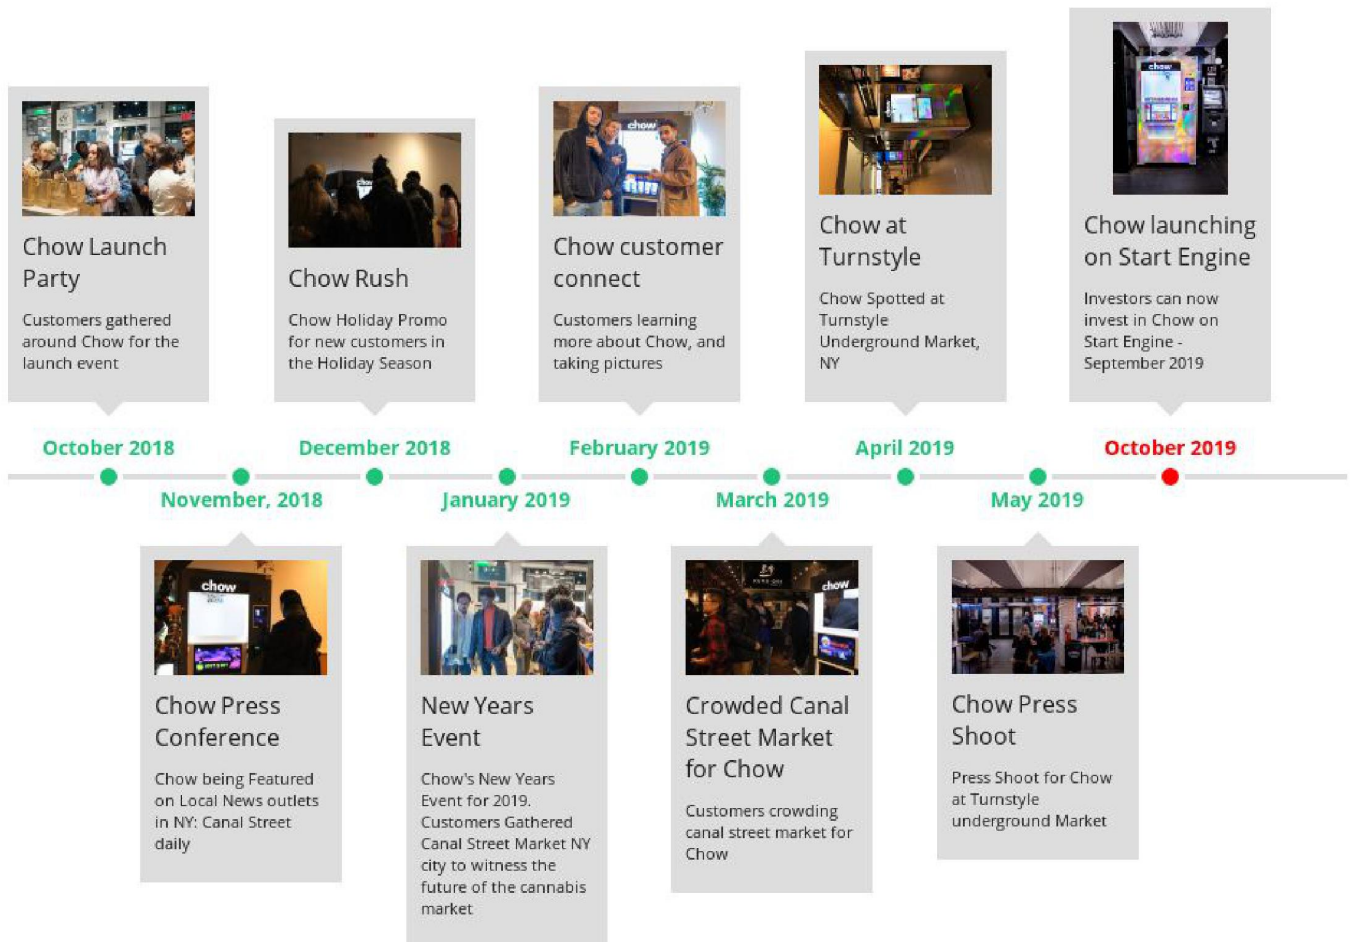 chow
Chow Launch
Party
Customers gathered
around Chow for the
launch event
chow
Chow Rush
Chow Holiday Promo
for new customers in
the Holiday Season
chow
Chow customer
connect
Customers learning
more about Chow, and
taking pictures
Chow at
Turnstyle
Chow Spotted at
Turnstyle
Underground Market,
NY
chow
Chow launching
on Start Engine
Investors can now
invest in Chow on
Start Engine -
September 2019
October 2018
December 2018
February 2019
April 2019
October 2019
November, 2018
January 2019
March 2019
May 2019
chow
Chow Press
Conference
Chow being Featured
on Local News outlets
in NY: Canal Street
daily
New Years
Event
Chow's New Years
Event for 2019.
Customers Gathered
Canal Street Market NY
city to witness the
future of the cannabis
market
chow
Crowded Canal
Street Market
for Chow
Customers crowding
canal street market for
Chow
Chow Press
Shoot
Press Shoot for Chow
at Turnstyle
underground Market